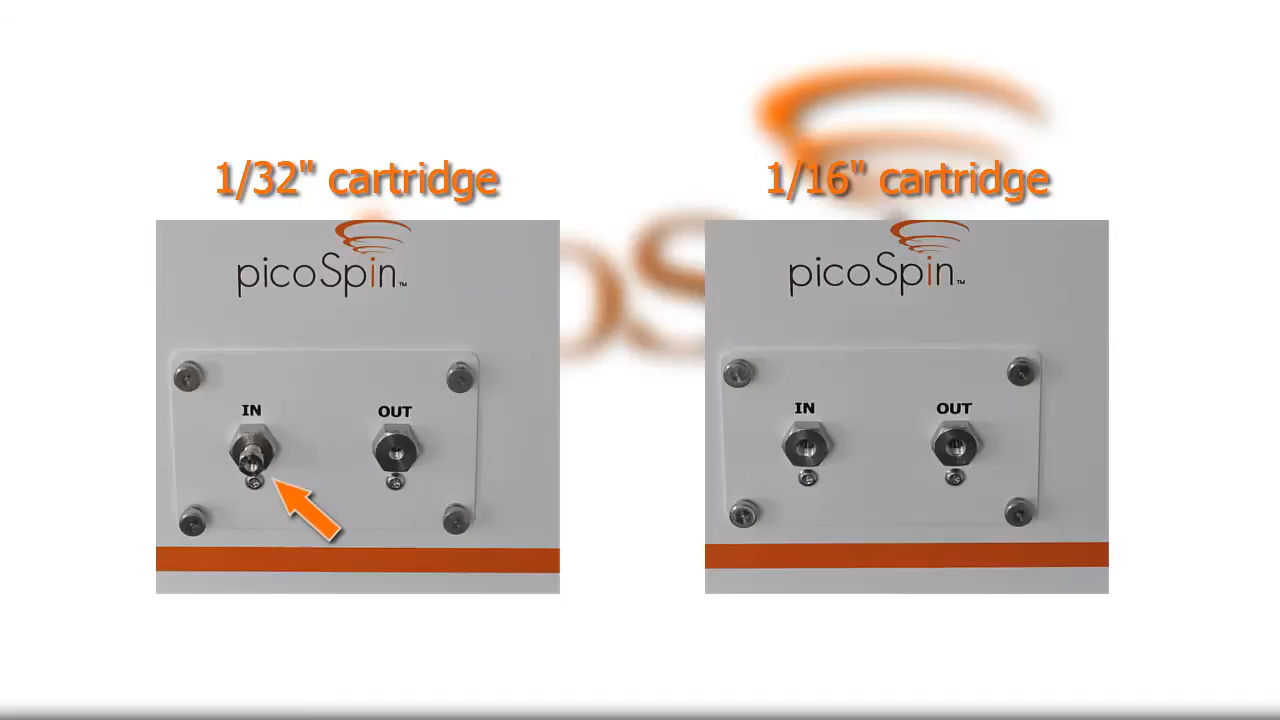 1/32" cartridge
1/16" cartridge
picoSpin™
picoSpin™
IN
OUT
IN
OUT